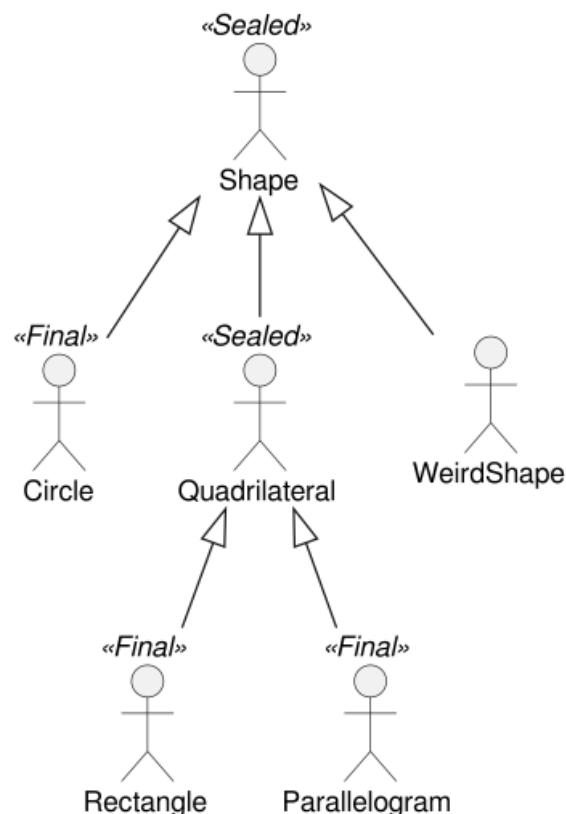 «Sealed»
Shape
«Final»
«Sealed»
Circle
Quadrilateral
WeirdShape
«Final»
«Final»
Rectangle
Parallelogram